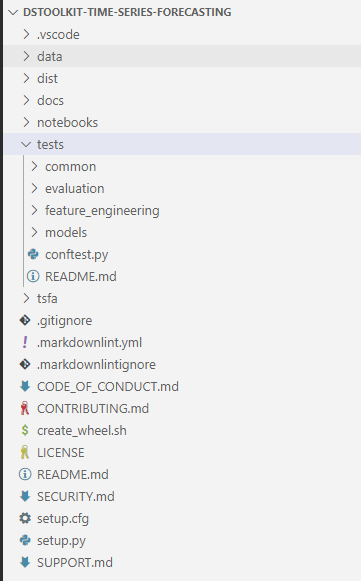 DSTOOLKIT-TIME-SERIES-FORECASTING
.vscode
data
dist
docs
notebooks
tests
common
evaluation
feature_engineering
models
conftest.py
README.md
tsfa
.gitignore
.markdownlint.yml
.markdownlintignore
CODE_OF_CONDUCT.md
CONTRIBUTING.md
create_wheel.sh
LICENSE
README.md
SECURITY.md
setup.cfg
setup.py
SUPPORT.md